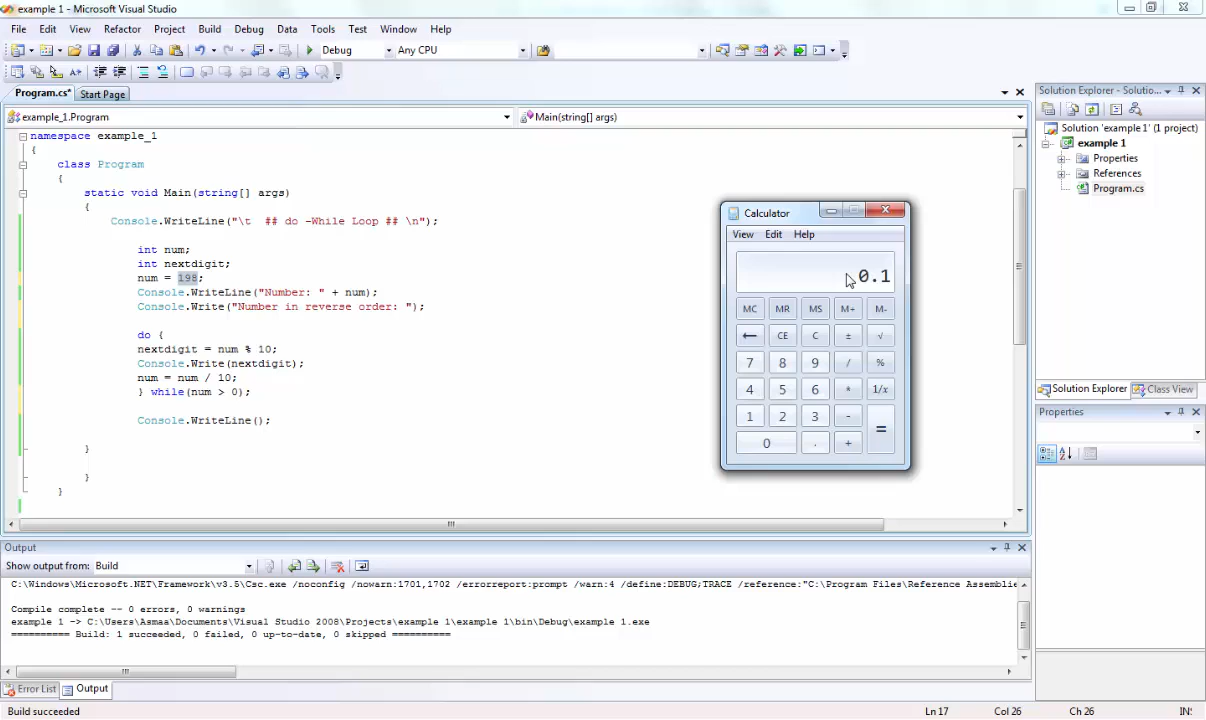 example 1 - Microsoft Visual Studio
File Edit View Refactor Project Build Debug Data Tools Test Window Help
Debug Any CPU
Program.cs* Start Page
example_1.Program Main(string[] args)
namespace example_1
{
class Program
{
static void Main(string[] args)
{
Console.WriteLine("\t ## do -While Loop ## \n");
int num;
int nextdigit;
num = 198;
Console.WriteLine("Number: " + num);
Console.Write("Number in reverse order: ");
do {
nextdigit = num % 10;
Console.Write(nextdigit);
num = num / 10;
} while(num > 0);
Console.WriteLine();
}
}
}
Calculator
View Edit Help
0.1
MC MR MS M+ M-
← CE C ± √
7 8 9 / %
4 5 6 * 1/x
1 2 3 - =
0 . +
Solution Explorer - Solutio...
Solution 'example 1' (1 project)
example 1
Properties
References
Program.cs
Solution Explorer Class View
Properties
Output
Show output from: Build
C:\Windows\Microsoft.NET\Framework\v3.5\Csc.exe /noconfig /nowarn:1701,1702 /errorreport:prompt /warn:4 /define:DEBUG;TRACE /reference:"C:\Program Files\Reference Assemblie
Compile complete -- 0 errors, 0 warnings
example 1 -> C:\Users\Asmaa\Documents\Visual Studio 2008\Projects\example 1\example 1\bin\Debug\example 1.exe
========== Build: 1 succeeded, 0 failed, 0 up-to-date, 0 skipped ==========
Error List Output
Build succeeded Ln 17 Col 26 Ch 26 INS